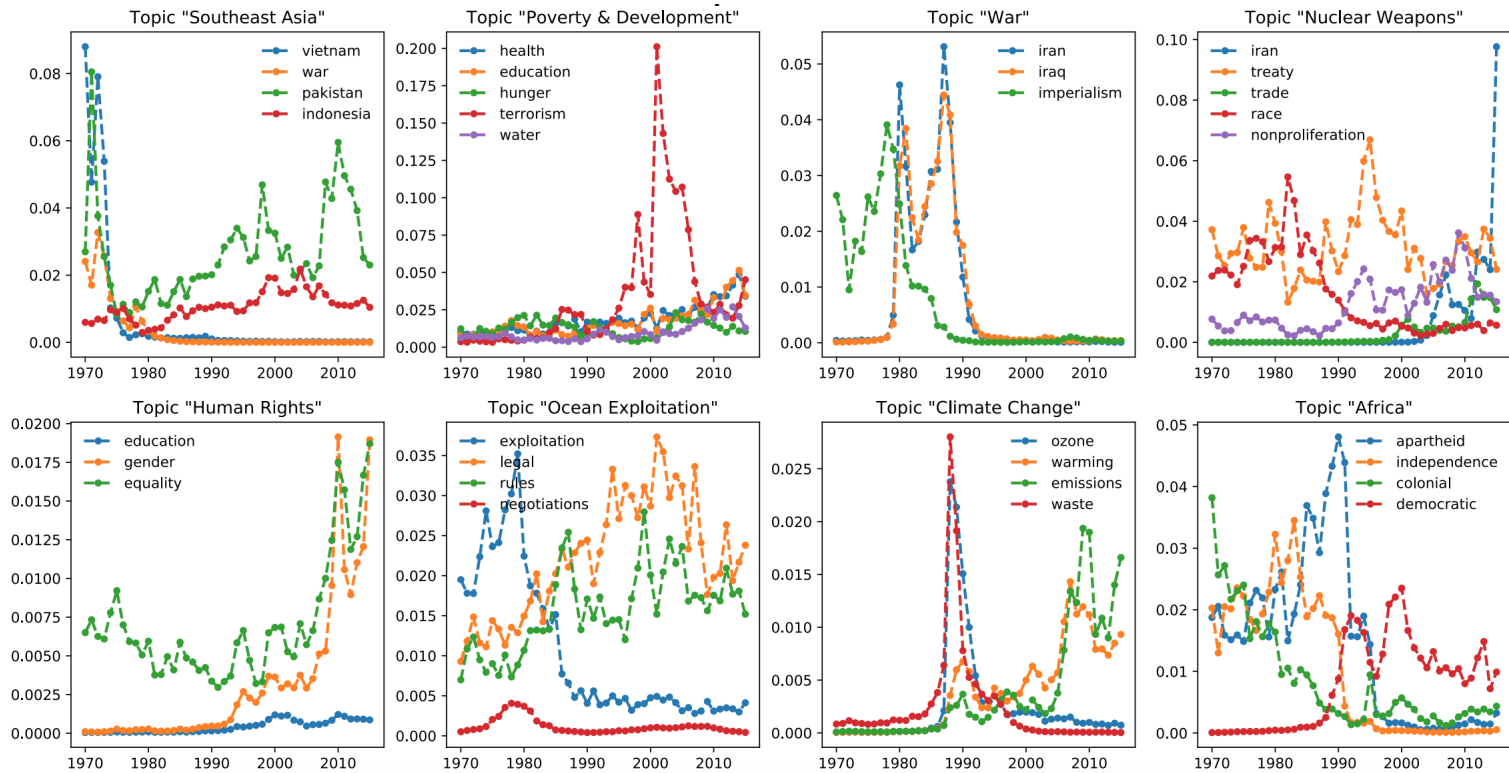 Topic "Southeast Asia"
0.08
0.06
0.04
0.02
0.00
vietnam
war
pakistan
indonesia
1970 1980 1990 2000 2010
Topic "Poverty & Development"
0.200
0.175
0.150
0.125
0.100
0.075
0.050
0.025
0.000
health
education
hunger
terrorism
water
1970 1980 1990 2000 2010
Topic "War"
0.05
0.04
0.03
0.02
0.01
0.00
iran
iraq
imperialism
1970 1980 1990 2000 2010
Topic "Nuclear Weapons"
0.10
0.08
0.06
0.04
0.02
0.00
iran
treaty
trade
race
nonproliferation
1970 1980 1990 2000 2010
Topic "Human Rights"
0.0200
0.0175
0.0150
0.0125
0.0100
0.0075
0.0050
0.0025
0.0000
education
gender
equality
1970 1980 1990 2000 2010
Topic "Ocean Exploitation"
0.035
0.030
0.025
0.020
0.015
0.010
0.005
0.000
exploitation
legal
rules
negotiations
1970 1980 1990 2000 2010
Topic "Climate Change"
0.025
0.020
0.015
0.010
0.005
0.000
ozone
warming
emissions
waste
1970 1980 1990 2000 2010
Topic "Africa"
0.05
0.04
0.03
0.02
0.01
0.00
apartheid
independence
colonial
democratic
1970 1980 1990 2000 2010